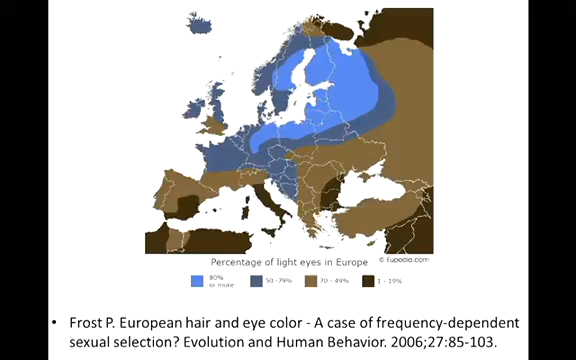 Percentage of light eyes in Europe
© Eupedia.com
80% or more
50 -79%
70 - 49%
1 - 19%
• Frost P. European hair and eye color - A case of frequency-dependent
sexual selection? Evolution and Human Behavior. 2006;27:85-103.